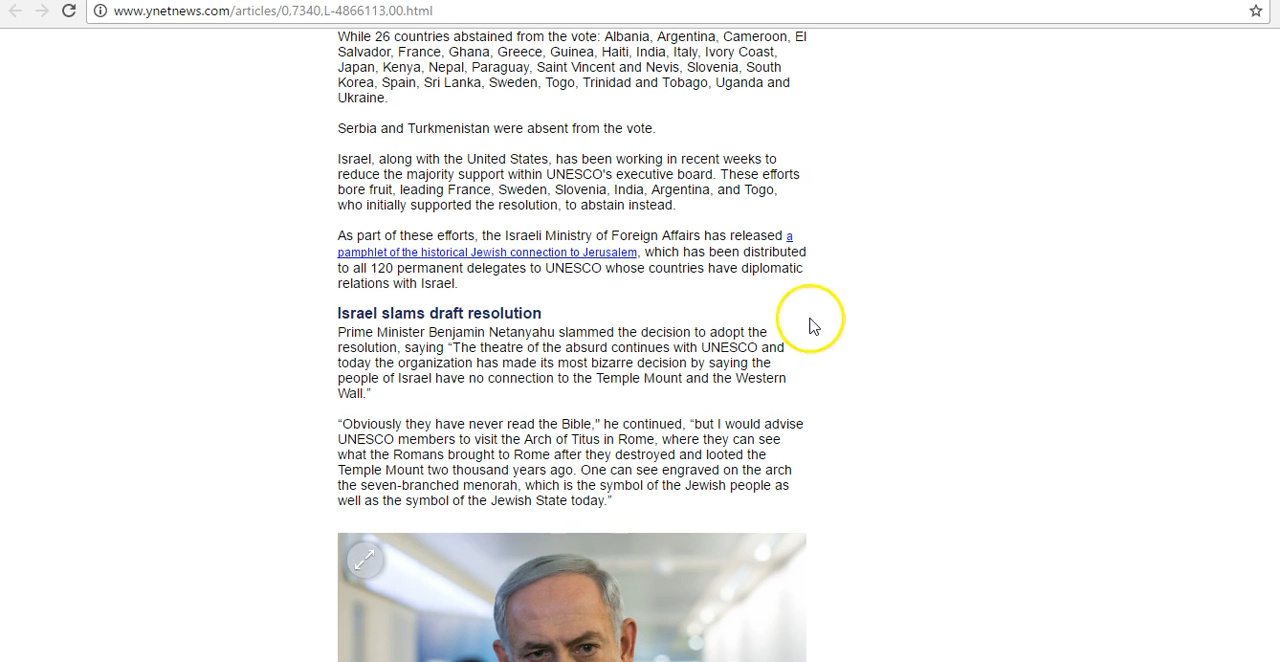 www.ynetnews.com/articles/0,7340,L-4866113,00.html
While 26 countries abstained from the vote: Albania, Argentina, Cameroon, El
Salvador, France, Ghana, Greece, Guinea, Haiti, India, Italy, Ivory Coast,
Japan, Kenya, Nepal, Paraguay, Saint Vincent and Nevis, Slovenia, South
Korea, Spain, Sri Lanka, Sweden, Togo, Trinidad and Tobago, Uganda and
Ukraine.
Serbia and Turkmenistan were absent from the vote.
Israel, along with the United States, has been working in recent weeks to
reduce the majority support within UNESCO's executive board. These efforts
bore fruit, leading France, Sweden, Slovenia, India, Argentina, and Togo,
who initially supported the resolution, to abstain instead.
As part of these efforts, the Israeli Ministry of Foreign Affairs has released a
pamphlet of the historical Jewish connection to Jerusalem, which has been distributed
to all 120 permanent delegates to UNESCO whose countries have diplomatic
relations with Israel.
Israel slams draft resolution
Prime Minister Benjamin Netanyahu slammed the decision to adopt the
resolution, saying “The theatre of the absurd continues with UNESCO and
today the organization has made its most bizarre decision by saying the
people of Israel have no connection to the Temple Mount and the Western
Wall.”
“Obviously they have never read the Bible," he continued, “but I would advise
UNESCO members to visit the Arch of Titus in Rome, where they can see
what the Romans brought to Rome after they destroyed and looted the
Temple Mount two thousand years ago. One can see engraved on the arch
the seven-branched menorah, which is the symbol of the Jewish people as
well as the symbol of the Jewish State today.”